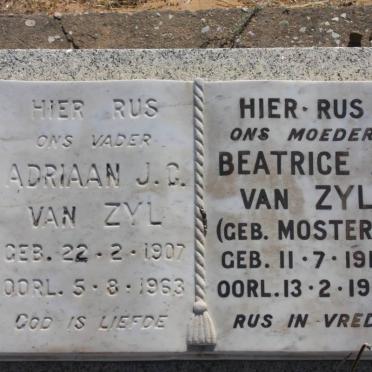 HIER RUS
ONS VADER
ADRIAAN J.C.
VAN ZYL
GEB. 22·2·1907
OORL. 5·8·1963
GOD IS LIEFDE
HIER·RUS
ONS MOEDER
BEATRICE
VAN ZYL
(GEB. MOSTER
GEB. 11·7·19
OORL. 13·2·19
RUS IN VRED